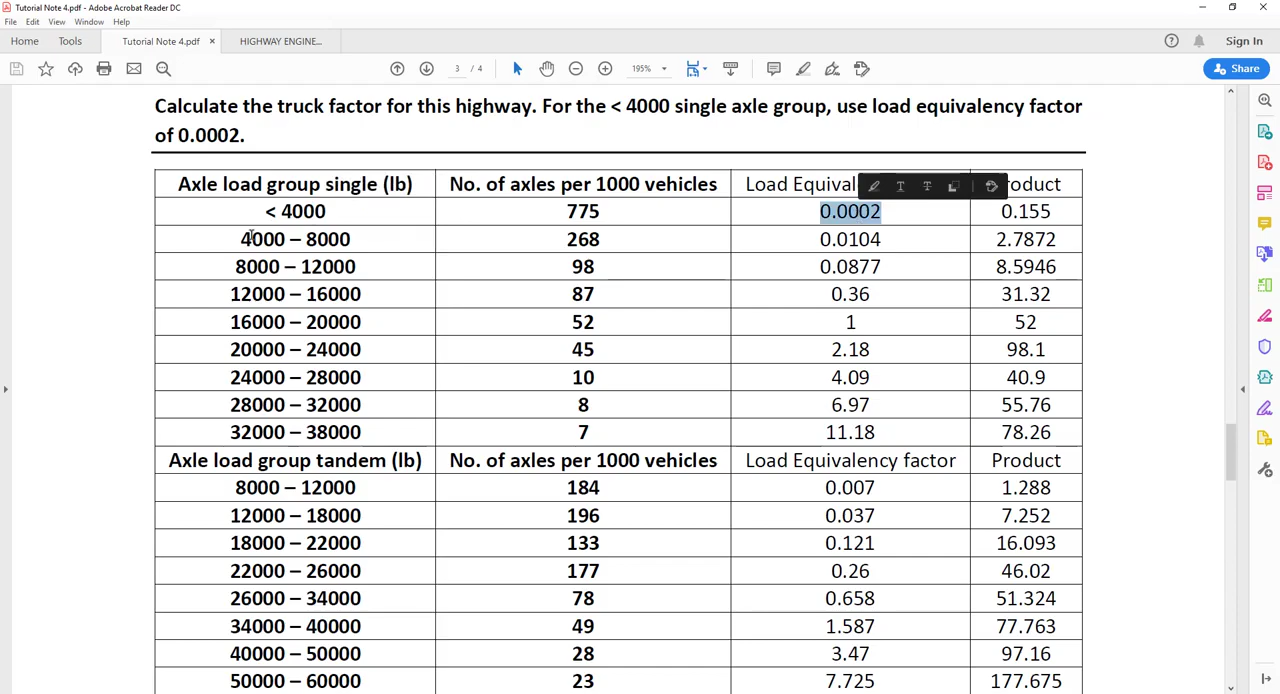 Tutorial Note 4.pdf - Adobe Acrobat Reader DC
File Edit View Window Help
Home Tools Tutorial Note 4.pdf × HIGHWAY ENGINE... Sign In
3 / 4 195% Share
Calculate the truck factor for this highway. For the < 4000 single axle group, use load equivalency factor
of 0.0002.
Axle load group single (lb) No. of axles per 1000 vehicles Load Equival roduct
< 4000 775 0.0002 0.155
4000 – 8000 268 0.0104 2.7872
8000 – 12000 98 0.0877 8.5946
12000 – 16000 87 0.36 31.32
16000 – 20000 52 1 52
20000 – 24000 45 2.18 98.1
24000 – 28000 10 4.09 40.9
28000 – 32000 8 6.97 55.76
32000 – 38000 7 11.18 78.26
Axle load group tandem (lb) No. of axles per 1000 vehicles Load Equivalency factor Product
8000 – 12000 184 0.007 1.288
12000 – 18000 196 0.037 7.252
18000 – 22000 133 0.121 16.093
22000 – 26000 177 0.26 46.02
26000 – 34000 78 0.658 51.324
34000 – 40000 49 1.587 77.763
40000 – 50000 28 3.47 97.16
50000 – 60000 23 7.725 177.675